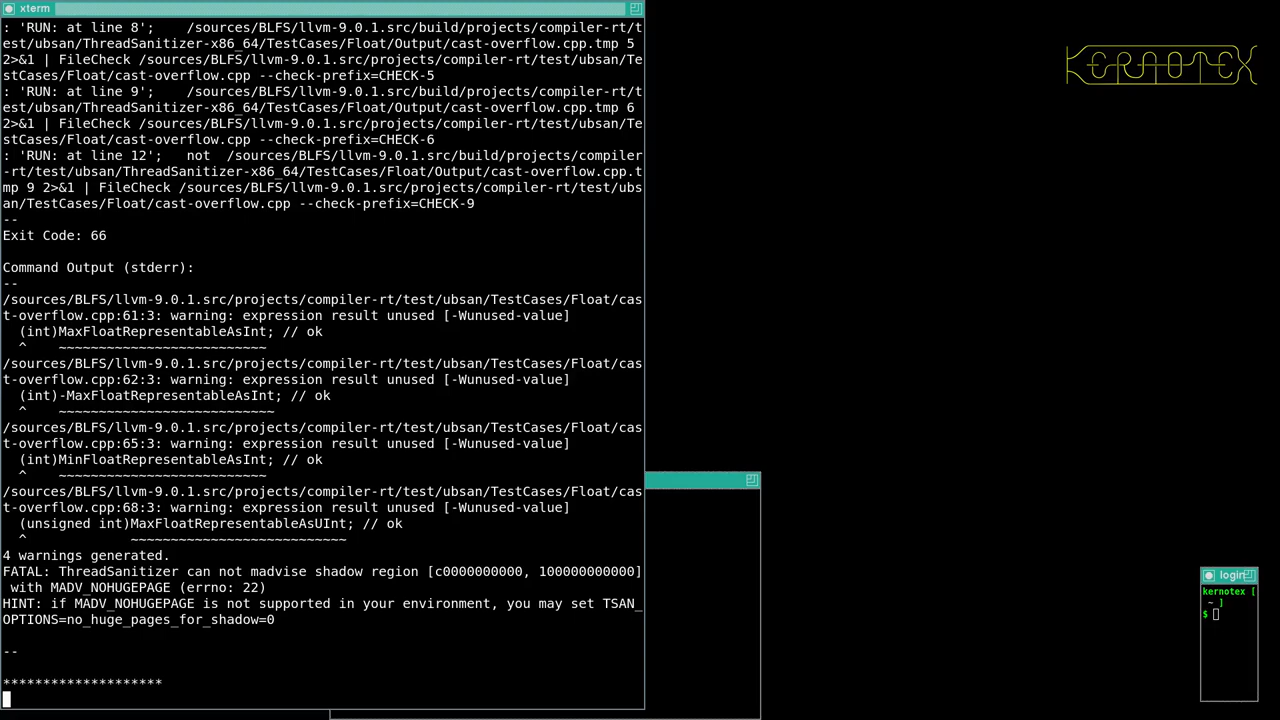 xterm
: 'RUN: at line 8';    /sources/BLFS/llvm-9.0.1.src/build/projects/compiler-rt/t
est/ubsan/ThreadSanitizer-x86_64/TestCases/Float/Output/cast-overflow.cpp.tmp 5
2>&1 | FileCheck /sources/BLFS/llvm-9.0.1.src/projects/compiler-rt/test/ubsan/Te
stCases/Float/cast-overflow.cpp --check-prefix=CHECK-5
: 'RUN: at line 9';    /sources/BLFS/llvm-9.0.1.src/build/projects/compiler-rt/t
est/ubsan/ThreadSanitizer-x86_64/TestCases/Float/Output/cast-overflow.cpp.tmp 6
2>&1 | FileCheck /sources/BLFS/llvm-9.0.1.src/projects/compiler-rt/test/ubsan/Te
stCases/Float/cast-overflow.cpp --check-prefix=CHECK-6
: 'RUN: at line 12';   not  /sources/BLFS/llvm-9.0.1.src/build/projects/compiler
-rt/test/ubsan/ThreadSanitizer-x86_64/TestCases/Float/Output/cast-overflow.cpp.t
mp 9 2>&1 | FileCheck /sources/BLFS/llvm-9.0.1.src/projects/compiler-rt/test/ubs
an/TestCases/Float/cast-overflow.cpp --check-prefix=CHECK-9
--
Exit Code: 66
Command Output (stderr):
--
/sources/BLFS/llvm-9.0.1.src/projects/compiler-rt/test/ubsan/TestCases/Float/cas
t-overflow.cpp:61:3: warning: expression result unused [-Wunused-value]
  (int)MaxFloatRepresentableAsInt; // ok
  ^    ~~~~~~~~~~~~~~~~~~~~~~~~~~
/sources/BLFS/llvm-9.0.1.src/projects/compiler-rt/test/ubsan/TestCases/Float/cas
t-overflow.cpp:62:3: warning: expression result unused [-Wunused-value]
  (int)-MaxFloatRepresentableAsInt; // ok
  ^    ~~~~~~~~~~~~~~~~~~~~~~~~~~~
/sources/BLFS/llvm-9.0.1.src/projects/compiler-rt/test/ubsan/TestCases/Float/cas
t-overflow.cpp:65:3: warning: expression result unused [-Wunused-value]
  (int)MinFloatRepresentableAsInt; // ok
  ^    ~~~~~~~~~~~~~~~~~~~~~~~~~~
/sources/BLFS/llvm-9.0.1.src/projects/compiler-rt/test/ubsan/TestCases/Float/cas
t-overflow.cpp:68:3: warning: expression result unused [-Wunused-value]
  (unsigned int)MaxFloatRepresentableAsUInt; // ok
  ^             ~~~~~~~~~~~~~~~~~~~~~~~~~~~
4 warnings generated.
FATAL: ThreadSanitizer can not madvise shadow region [c0000000000, 100000000000]
 with MADV_NOHUGEPAGE (errno: 22)
HINT: if MADV_NOHUGEPAGE is not supported in your environment, you may set TSAN_
OPTIONS=no_huge_pages_for_shadow=0
--
********************
KERNOTEX
login
kernotex [
 ~ ]
$